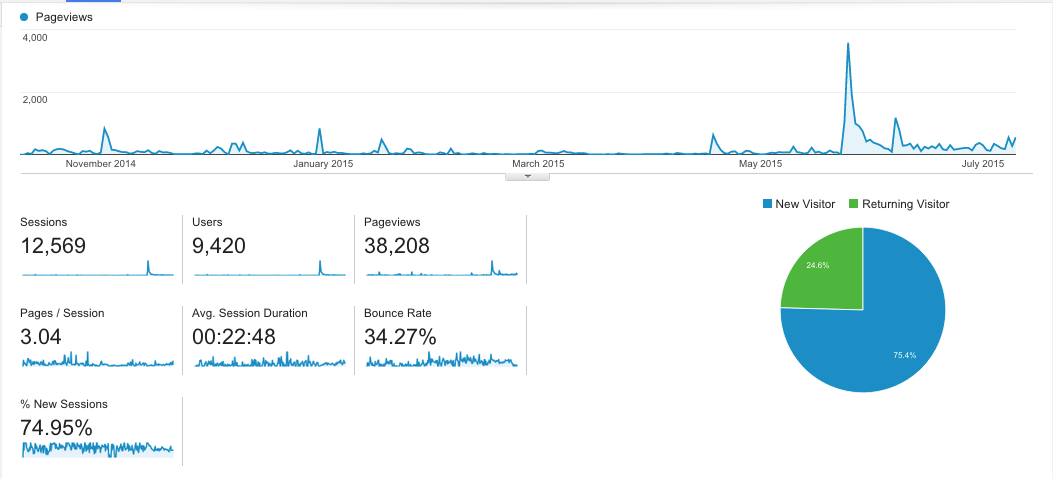 Pageviews
4,000
2,000
November 2014 January 2015 March 2015 May 2015 July 2015
New Visitor Returning Visitor
Sessions Users Pageviews
12,569 9,420 38,208
24.6%
Pages / Session Avg. Session Duration Bounce Rate
3.04 00:22:48 34.27%
75.4%
% New Sessions
74.95%